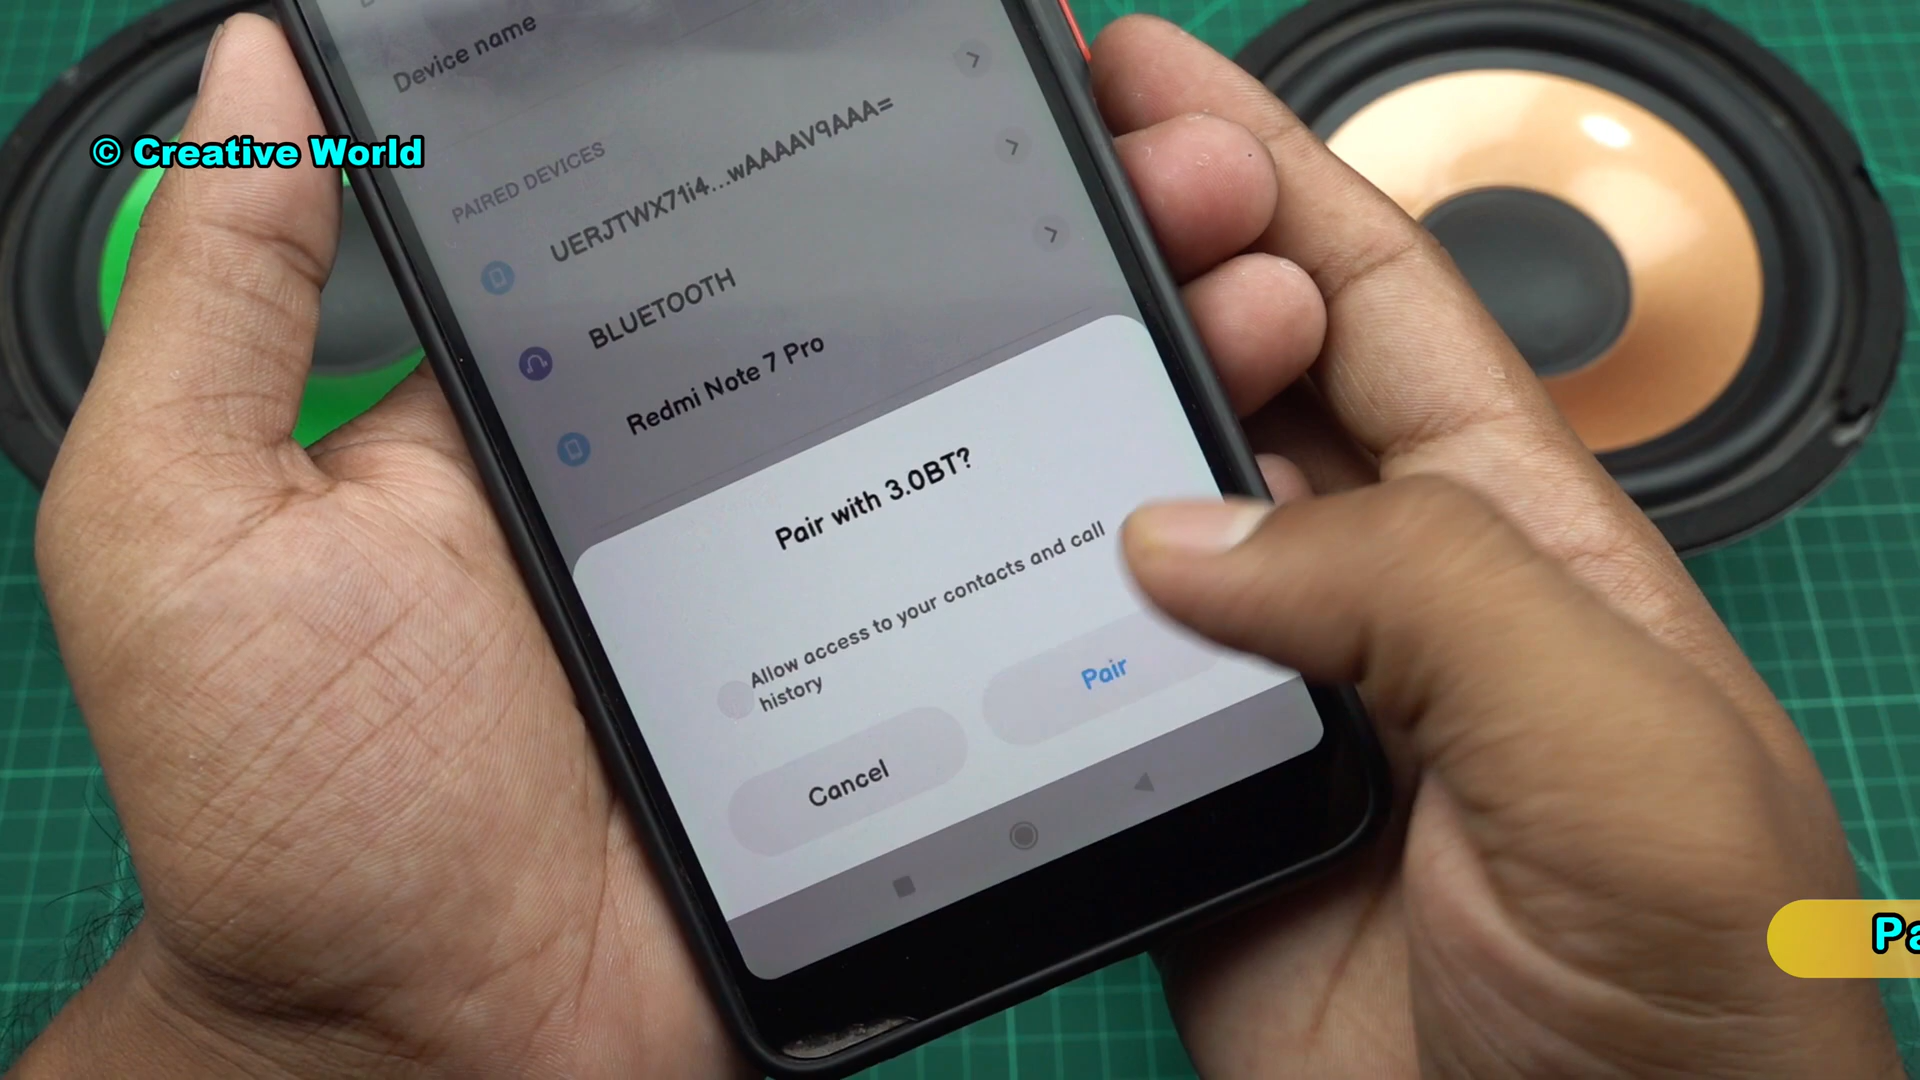 Device name
© Creative World
PAIRED DEVICES
UERJTWX71i4...wAAAAV9AAA=
BLUETOOTH
Redmi Note 7 Pro
Pair with 3.0BT?
Allow access to your contacts and call
history
Pair
Cancel